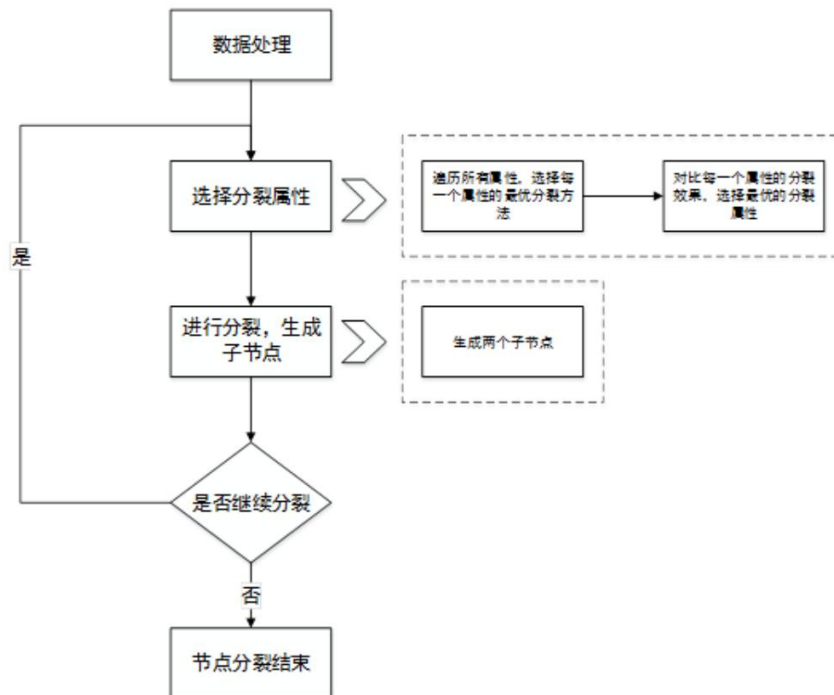 数据处理
选择分裂属性
遍历所有属性，选择每
一个属性的最优分裂方
法
对比每一个属性的分裂
效果，选择最优的分裂
属性
是
进行分裂，生成
子节点
生成两个子节点
是否继续分裂
否
节点分裂结束